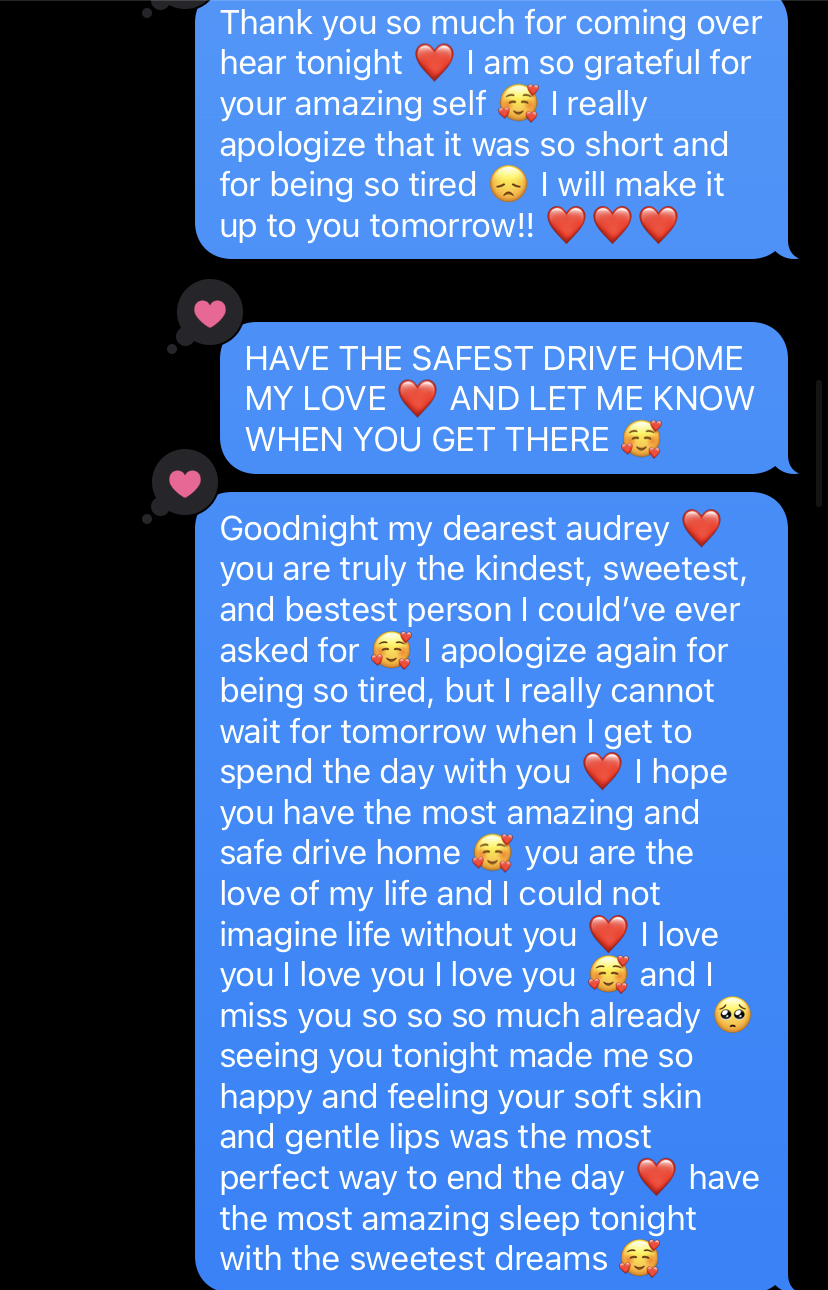 Thank you so much for coming over
hear tonight ❤️ I am so grateful for
your amazing self 🥰 I really
apologize that it was so short and
for being so tired 😞 I will make it
up to you tomorrow!! ❤️❤️❤️
HAVE THE SAFEST DRIVE HOME
MY LOVE ❤️ AND LET ME KNOW
WHEN YOU GET THERE 🥰
Goodnight my dearest audrey ❤️
you are truly the kindest, sweetest,
and bestest person I could’ve ever
asked for 🥰 I apologize again for
being so tired, but I really cannot
wait for tomorrow when I get to
spend the day with you ❤️ I hope
you have the most amazing and
safe drive home 🥰 you are the
love of my life and I could not
imagine life without you ❤️ I love
you I love you I love you 🥰 and I
miss you so so so much already 🥺
seeing you tonight made me so
happy and feeling your soft skin
and gentle lips was the most
perfect way to end the day ❤️ have
the most amazing sleep tonight
with the sweetest dreams 🥰